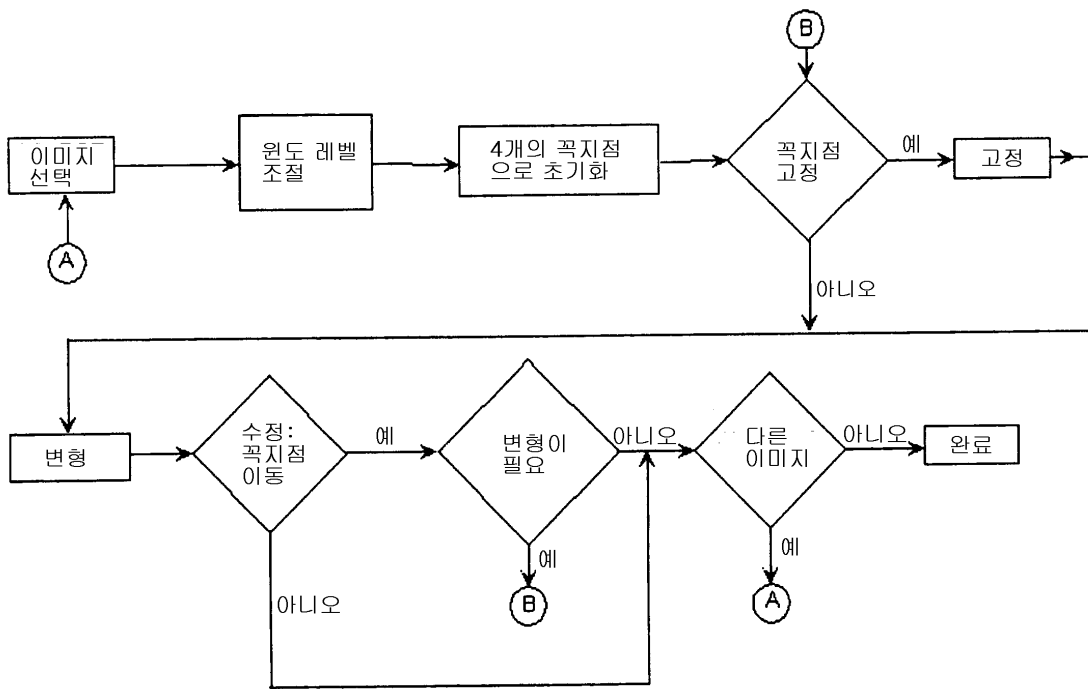 B
이미지
선택
윈도 레벨
조절
4개의 꼭지점
으로 초기화
꼭지점
고정
예
고정
A
아니오
변형
수정:
꼭지점
이동
예
변형이
필요
아니오
다른
이미지
아니오
완료
예
B
예
A
아니오